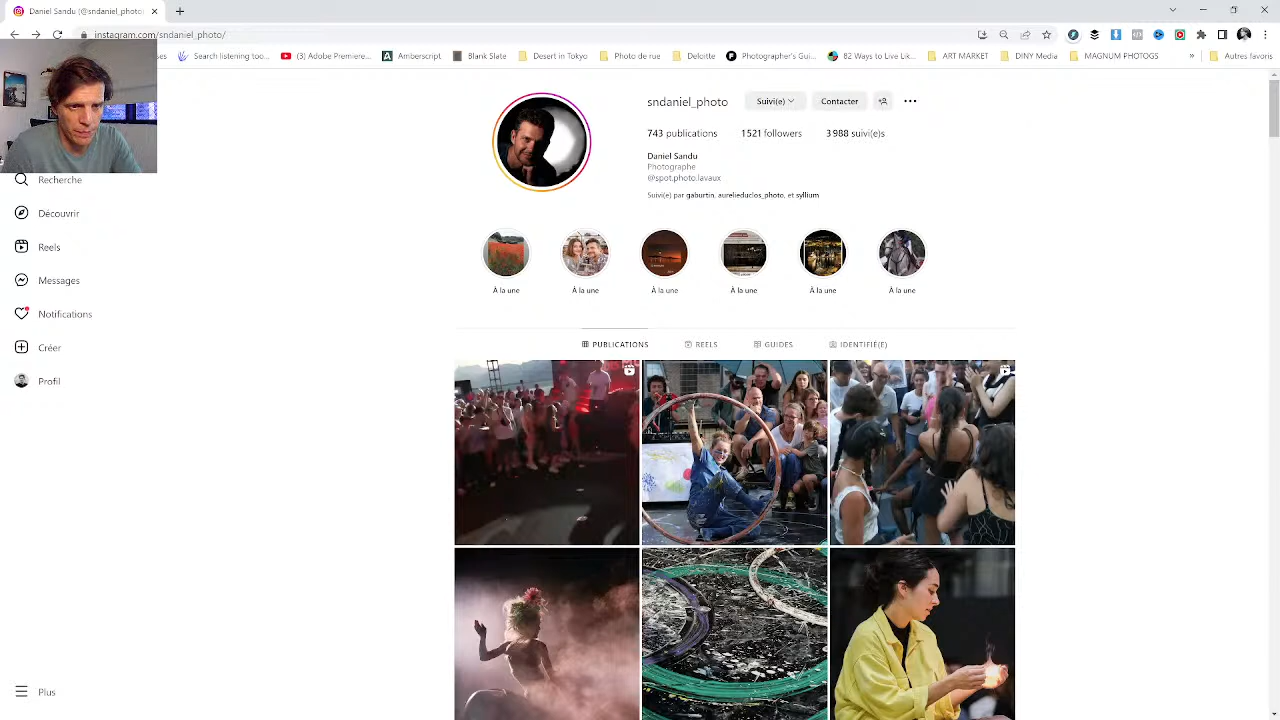 Daniel Sandu (@sndaniel_photo)
instagram.com/sndaniel_photo/
ses
Search listening too...
(3) Adobe Premiere...
Amberscript
Blank Slate
Desert in Tokyo
Photo de rue
Deloitte
Photographer's Gui...
82 Ways to Live Lik...
ART MARKET
DINY Media
MAGNUM PHOTOGS
»
Autres favoris
sndaniel_photo
Suivi(e)
Contacter
743 publications
1 521 followers
3 988 suivi(e)s
Daniel Sandu
Photographe
@spot.photo.lavaux
Suivi(e) par gaburtin, aurelieduclos_photo, et syllium
Recherche
Découvrir
Reels
Messages
Notifications
Créer
Profil
Plus
À la une
À la une
À la une
À la une
À la une
À la une
PUBLICATIONS
REELS
GUIDES
IDENTIFIÉ(E)